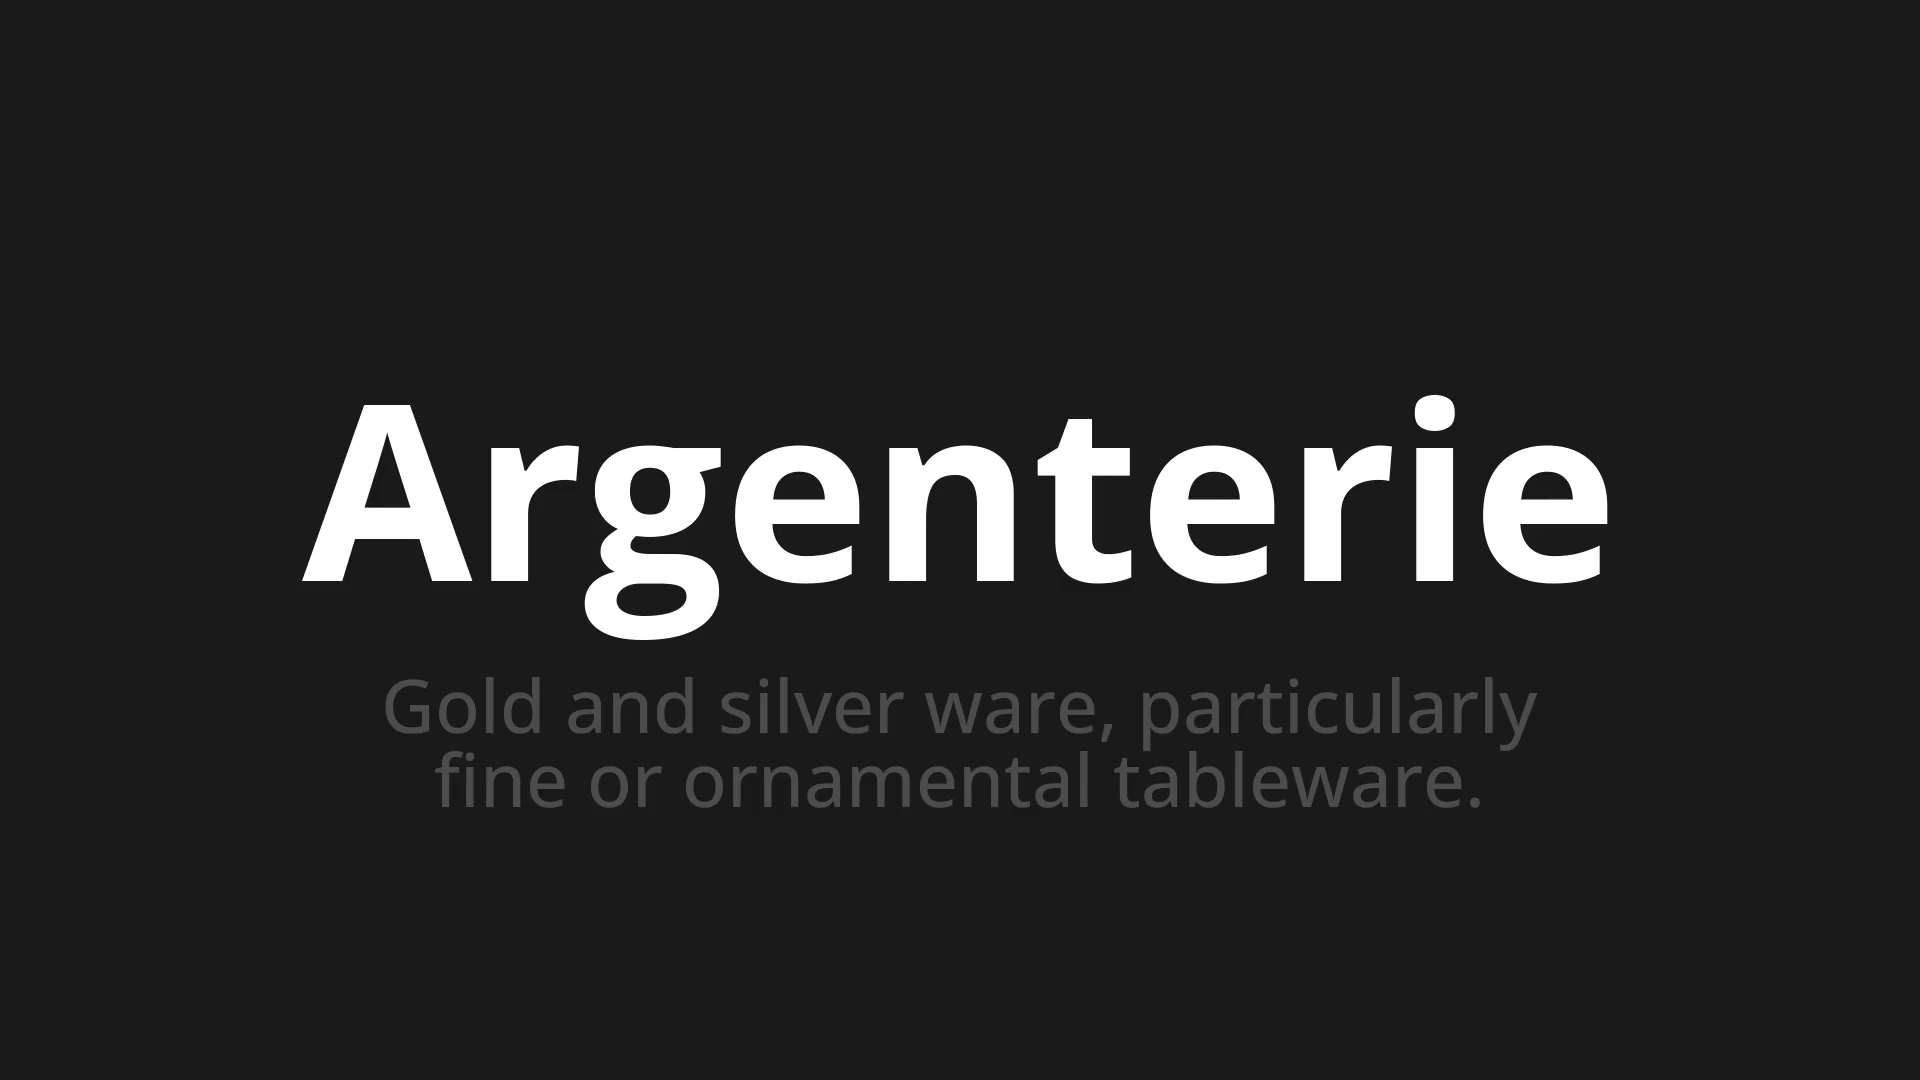 Argenterie
Gold and silver ware, particularly
fine or ornamental tableware.